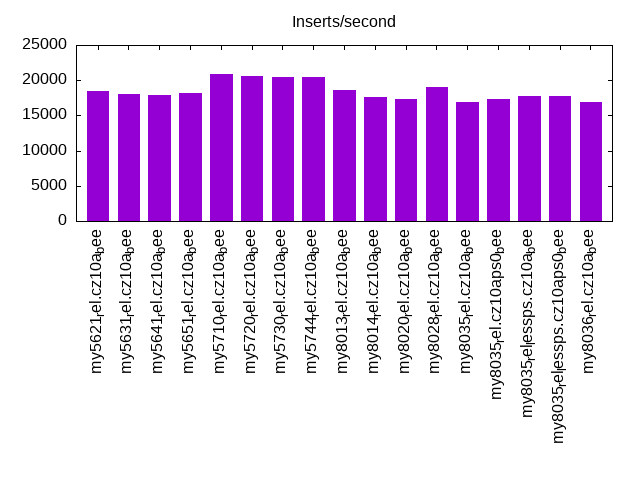 Inserts/second
25000
20000
15000
10000
5000
0
my5621rel.cz10abee
my5631rel.cz10abee
my5641rel.cz10abee
my5651rel.cz10abee
my5710rel.cz10abee
my5720rel.cz10abee
my5730rel.cz10abee
my5744rel.cz10abee
my8013rel.cz10abee
my8014rel.cz10abee
my8020rel.cz10abee
my8028rel.cz10abee
my8035rel.cz10abee
my8035rel.cz10aps0bee
my8035rellessps.cz10abee
my8035rellessps.cz10aps0bee
my8036rel.cz10abee